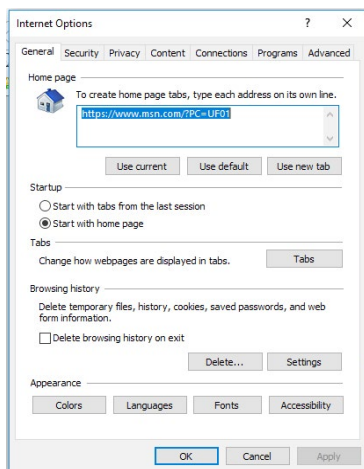 Internet Options
General Security Privacy Content Connections Programs Advanced
Home page
To create home page tabs, type each address on its own line.
https://www.msn.com/?PC=UF01
Use current Use default Use new tab
Startup
Start with tabs from the last session
Start with home page
Tabs
Change how webpages are displayed in tabs. Tabs
Browsing history
Delete temporary files, history, cookies, saved passwords, and web
form information.
Delete browsing history on exit
Delete... Settings
Appearance
Colors Languages Fonts Accessibility
OK Cancel Apply